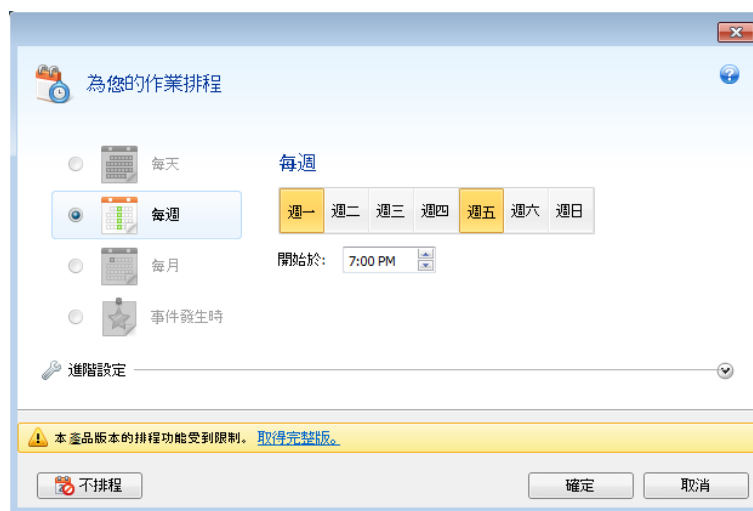 為您的作業排程
每天
每週
每月
事件發生時
每週
週一 週二 週三 週四 週五 週六 週日
開始於: 7:00 PM
進階設定
本產品版本的排程功能受到限制。 取得完整版。
不排程 確定 取消